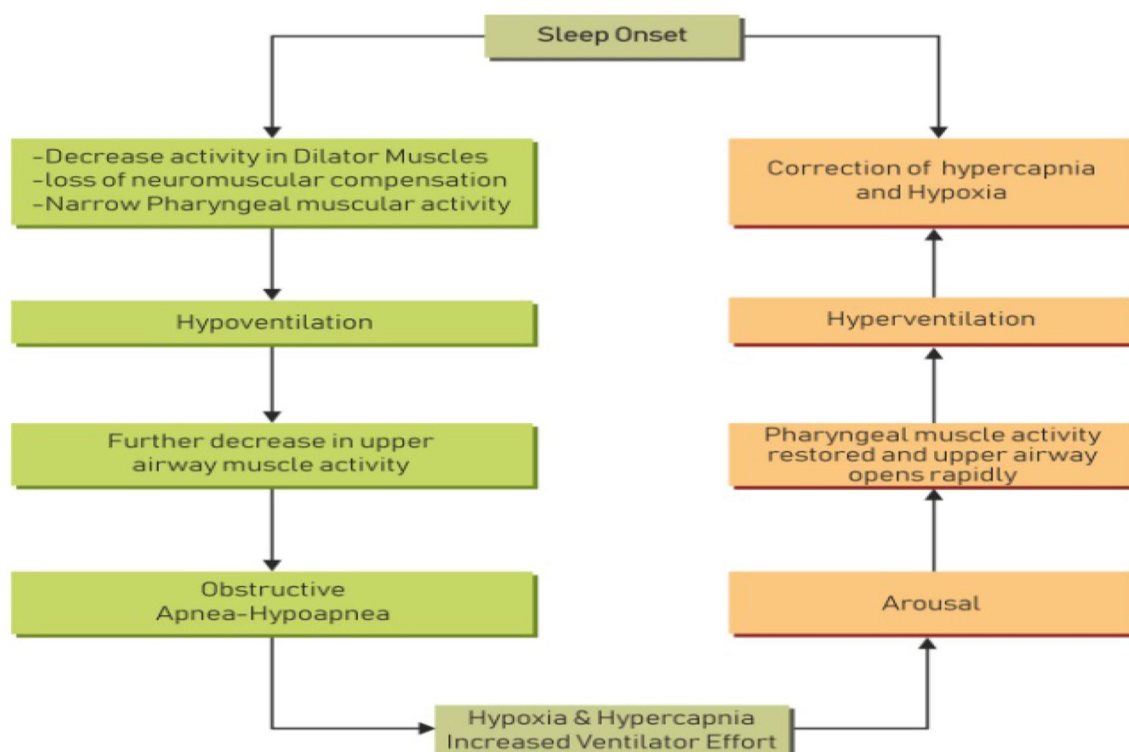 Sleep Onset
-Decrease activity in Dilator Muscles
-loss of neuromuscular compensation
-Narrow Pharyngeal muscular activity
Hypoventilation
Further decrease in upper
airway muscle activity
Obstructive
Apnea-Hypoapnea
Hypoxia & Hypercapnia
Increased Ventilator Effort
Arousal
Pharyngeal muscle activity
restored and upper airway
opens rapidly
Hyperventilation
Correction of hypercapnia
and Hypoxia